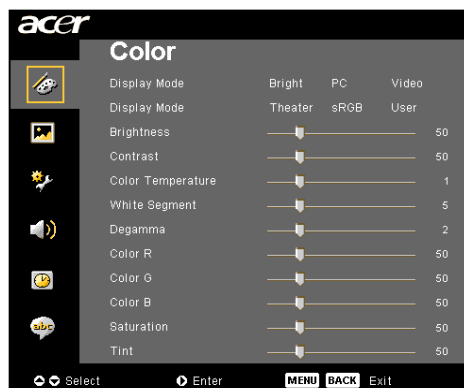 acer
Color
Display Mode Bright PC Video
Display Mode Theater sRGB User
Brightness 50
Contrast 50
Color Temperature 1
White Segment 5
Degamma 2
Color R 50
Color G 50
Color B 50
abc
Saturation 50
Tint 50
Select Enter MENU BACK Exit